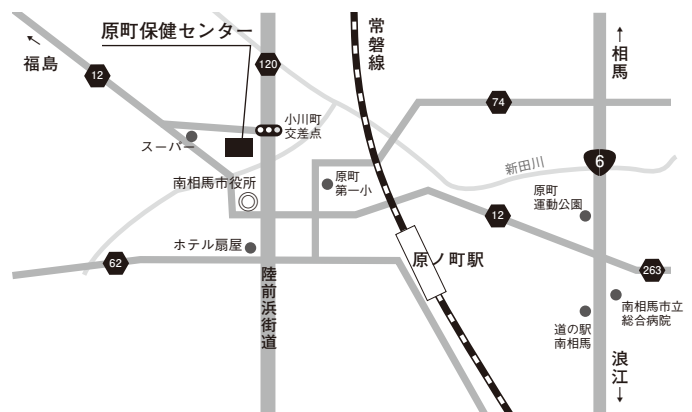 原町保健センター
福島
12
120
常磐線
相馬
74
小川町
交差点
スーパー
南相馬市役所
原町
第一小
新田川
6
原町
運動公園
12
ホテル扇屋
62
原ノ町駅
263
陸前浜街道
南相馬市立
総合病院
道の駅
南相馬
浪江